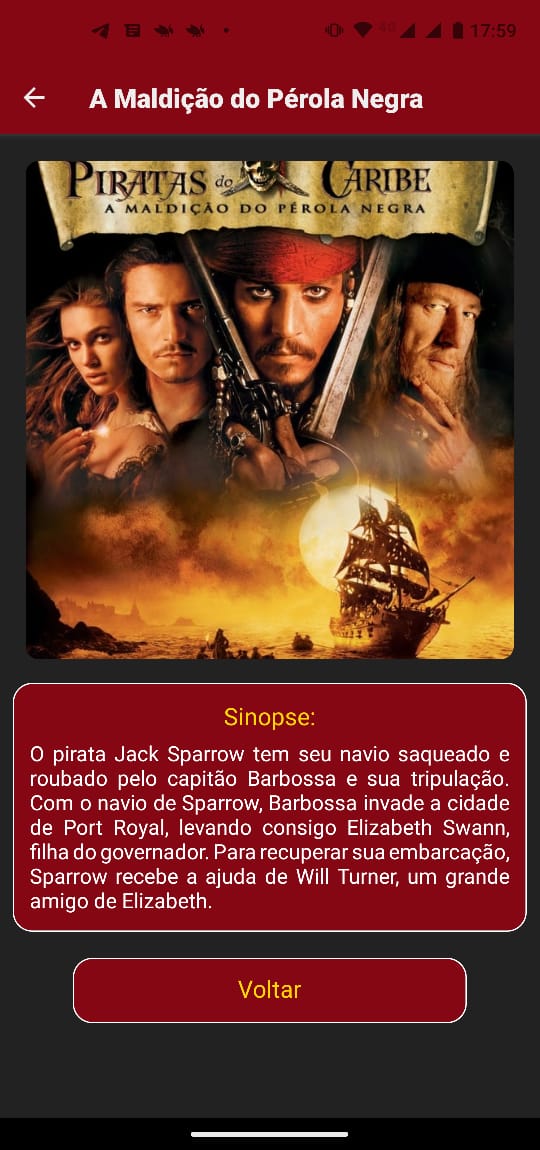 4G 17:59
A Maldição do Pérola Negra
PIRATAS do CARIBE
A MALDIÇÃO DO PÉROLA NEGRA
Sinopse:
O pirata Jack Sparrow tem seu navio saqueado e
roubado pelo capitão Barbossa e sua tripulação.
Com o navio de Sparrow, Barbossa invade a cidade
de Port Royal, levando consigo Elizabeth Swann,
filha do governador. Para recuperar sua embarcação,
Sparrow recebe a ajuda de Will Turner, um grande
amigo de Elizabeth.
Voltar